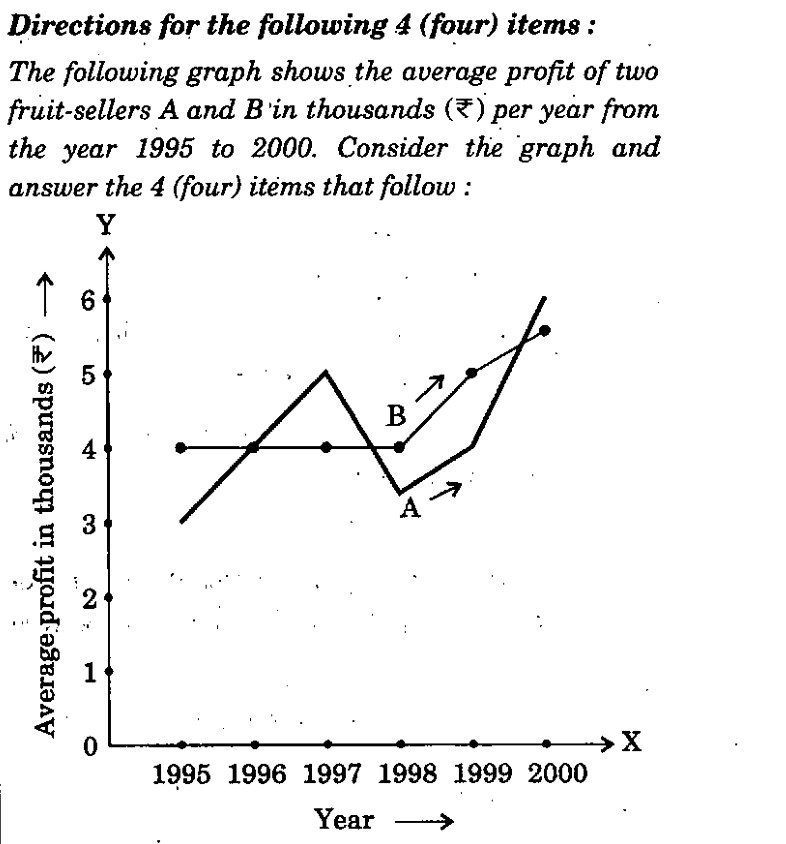 Directions for the following 4 (four) items :
The following graph shows the average profit of two
fruit-sellers A and B in thousands (₹) per year from
the year 1995 to 2000. Consider the graph and
answer the 4 (four) items that follow :
Y
6
5
4
3
2
1
0
Average profit in thousands (₹)
B
A
X
1995 1996 1997 1998 1999 2000
Year